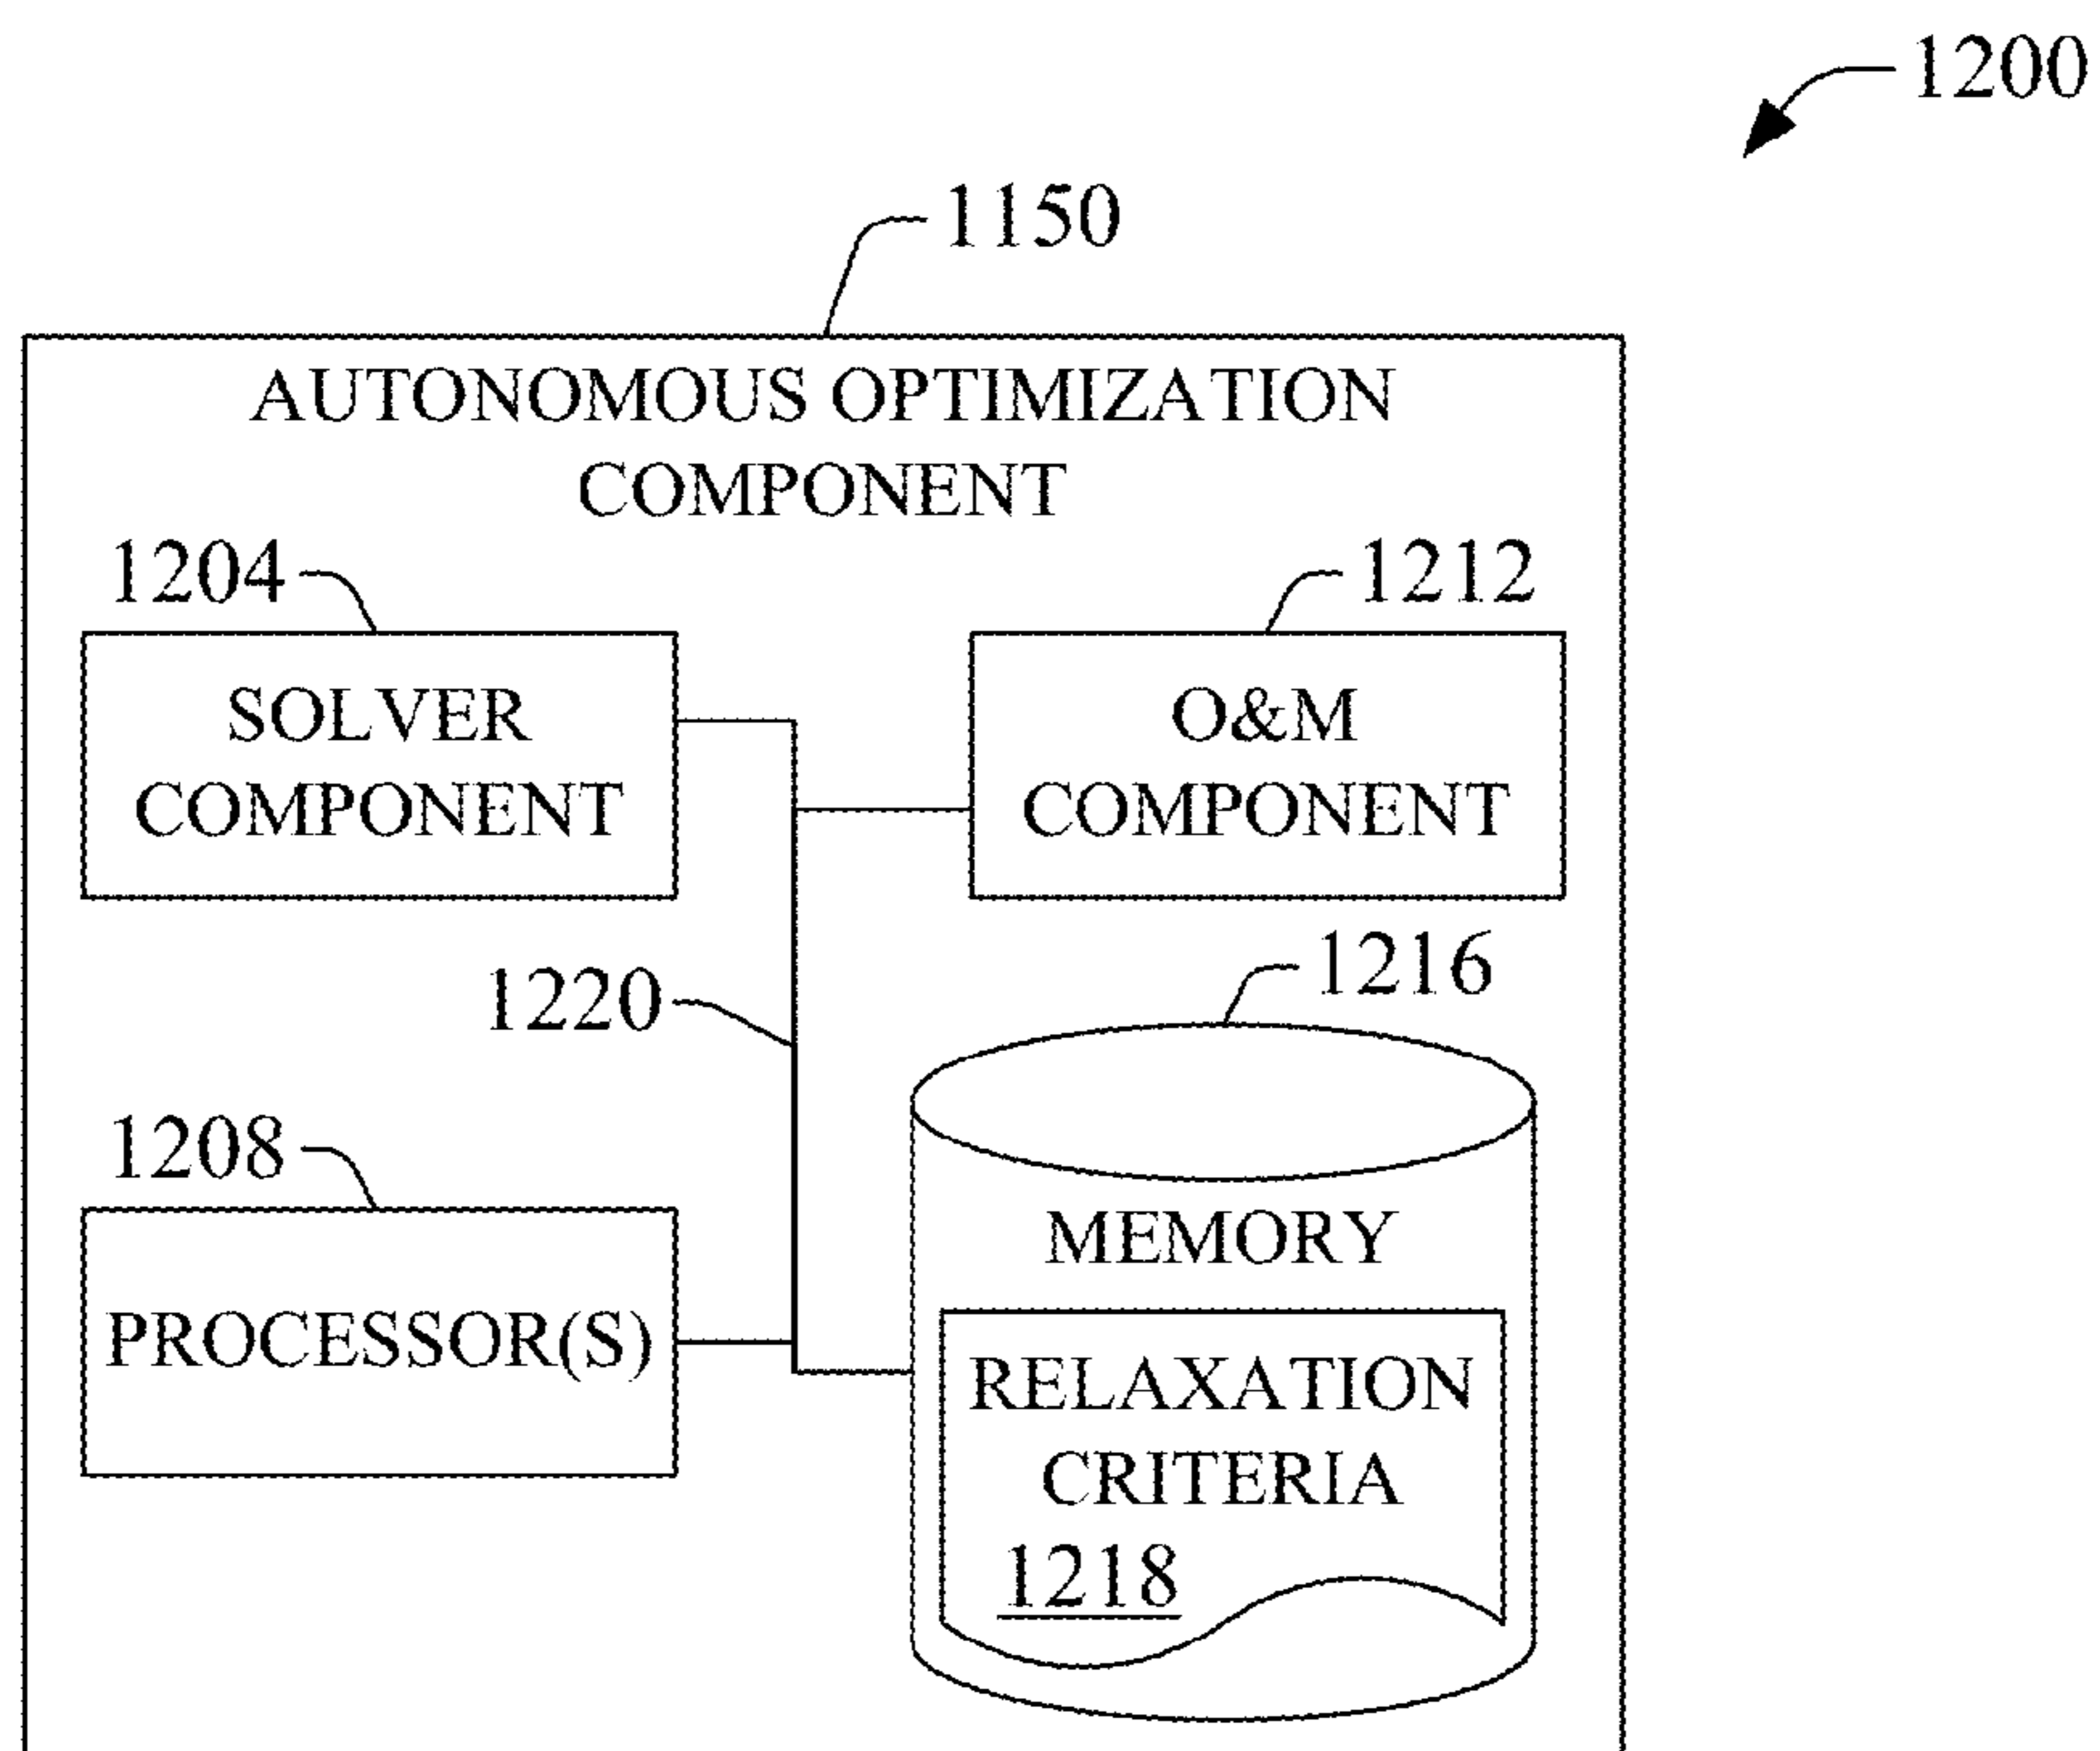 1200
1150
AUTONOMOUS OPTIMIZATION
COMPONENT
1204
1212
SOLVER
COMPONENT
O&M
COMPONENT
1220
1216
1208
PROCESSOR(S)
MEMORY
RELAXATION
CRITERIA
1218